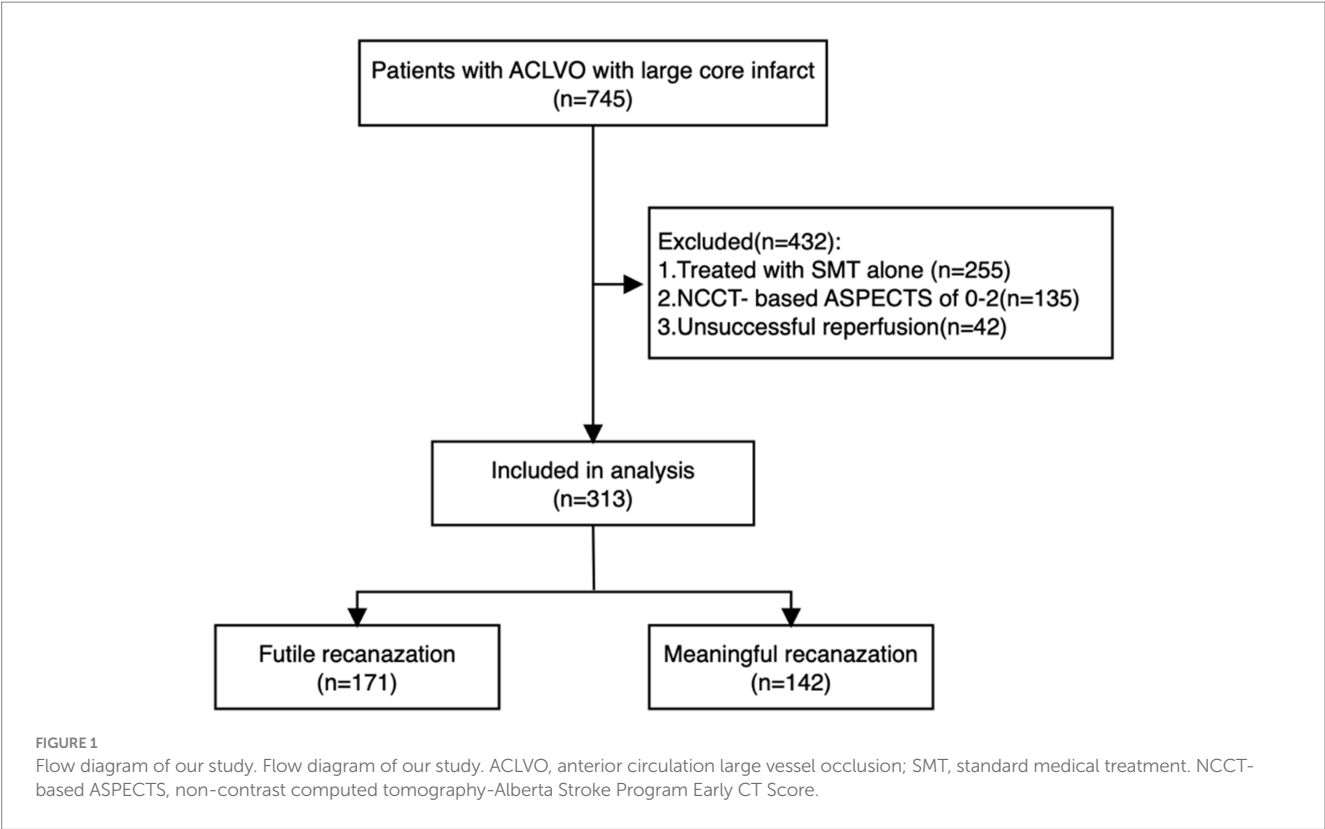 Patients with ACLVO with large core infarct
(n=745)
Excluded(n=432):
1.Treated with SMT alone (n=255)
2.NCCT- based ASPECTS of 0-2(n=135)
3.Unsuccessful reperfusion(n=42)
Included in analysis
(n=313)
Futile recanazation
(n=171)
Meaningful recanazation
(n=142)
FIGURE 1
Flow diagram of our study. Flow diagram of our study. ACLVO, anterior circulation large vessel occlusion; SMT, standard medical treatment. NCCT-
based ASPECTS, non-contrast computed tomography-Alberta Stroke Program Early CT Score.